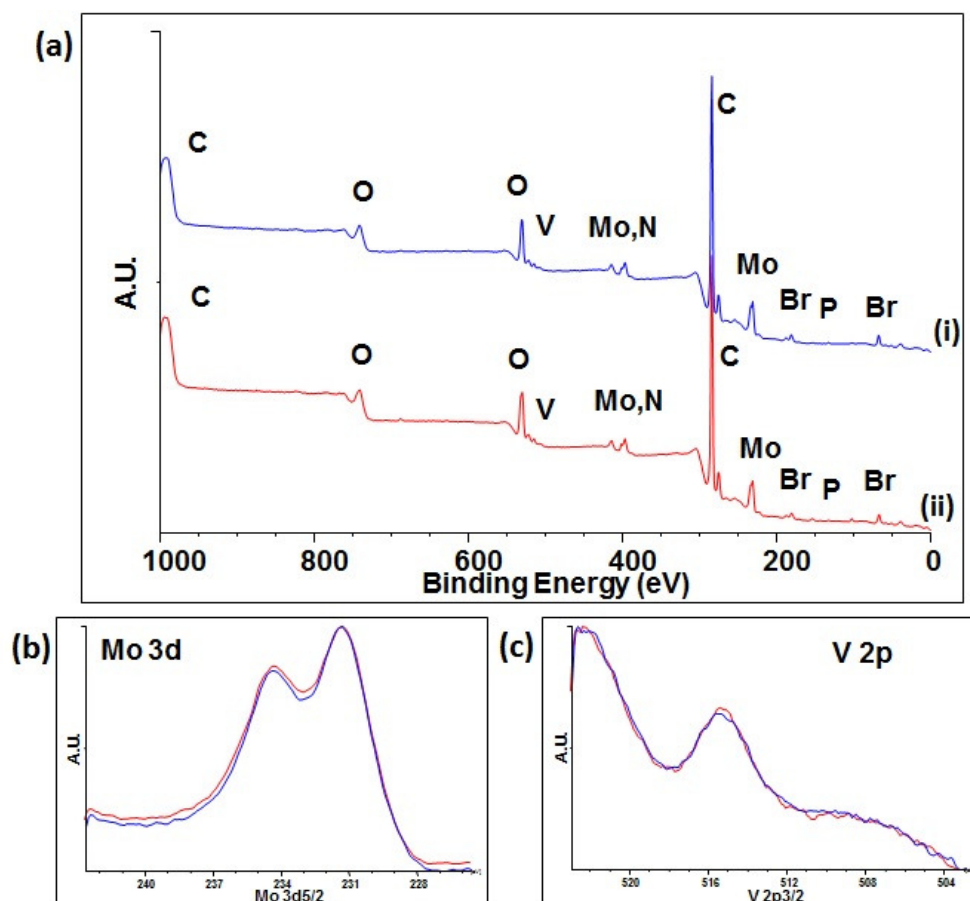 (a)
C
C
O
O
V
Mo,N
Mo
Br
P
Br
(i)
A.U.
C
C
O
O
V
Mo,N
Mo
Br
P
Br
(ii)
1000
800
600
400
200
0
Binding Energy (eV)
(b)
Mo 3d
A.U.
240
237
234
231
228
Mo 3d5/2
(c)
V 2p
A.U.
520
516
512
508
504
V 2p3/2